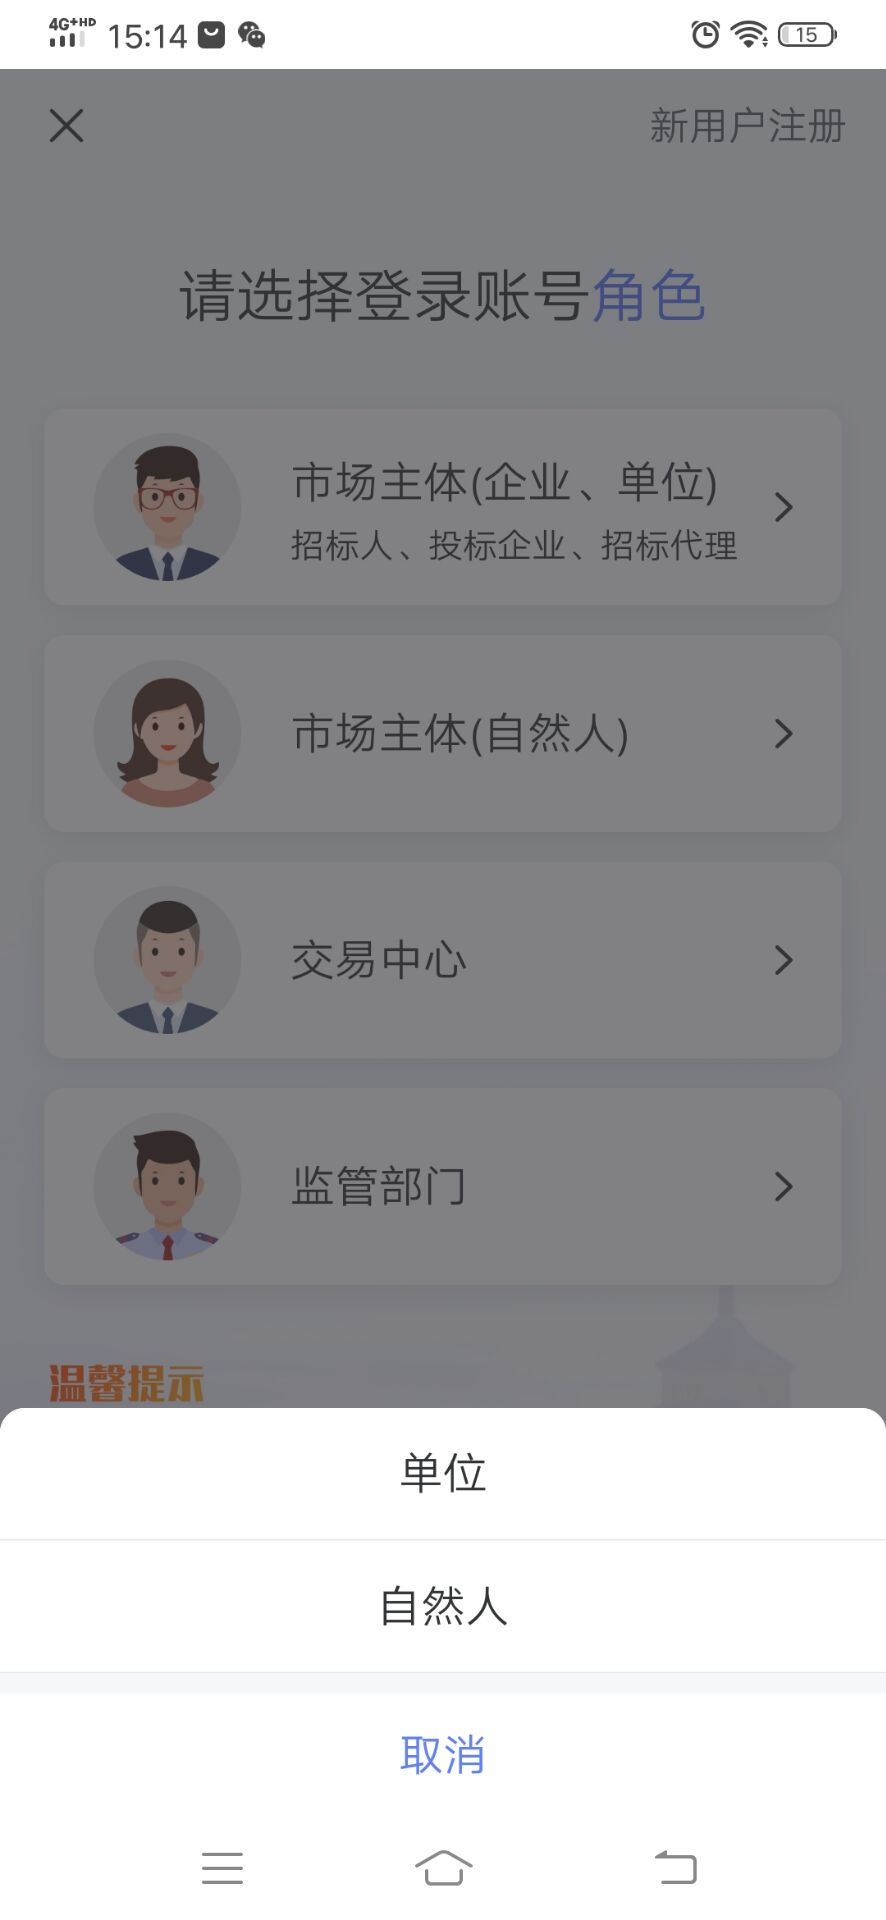 4G+HD 15:14 15
新用户注册
请选择登录账号角色
市场主体(企业、单位)
招标人、投标企业、招标代理
市场主体(自然人)
交易中心
监管部门
温馨提示
单位
自然人
取消